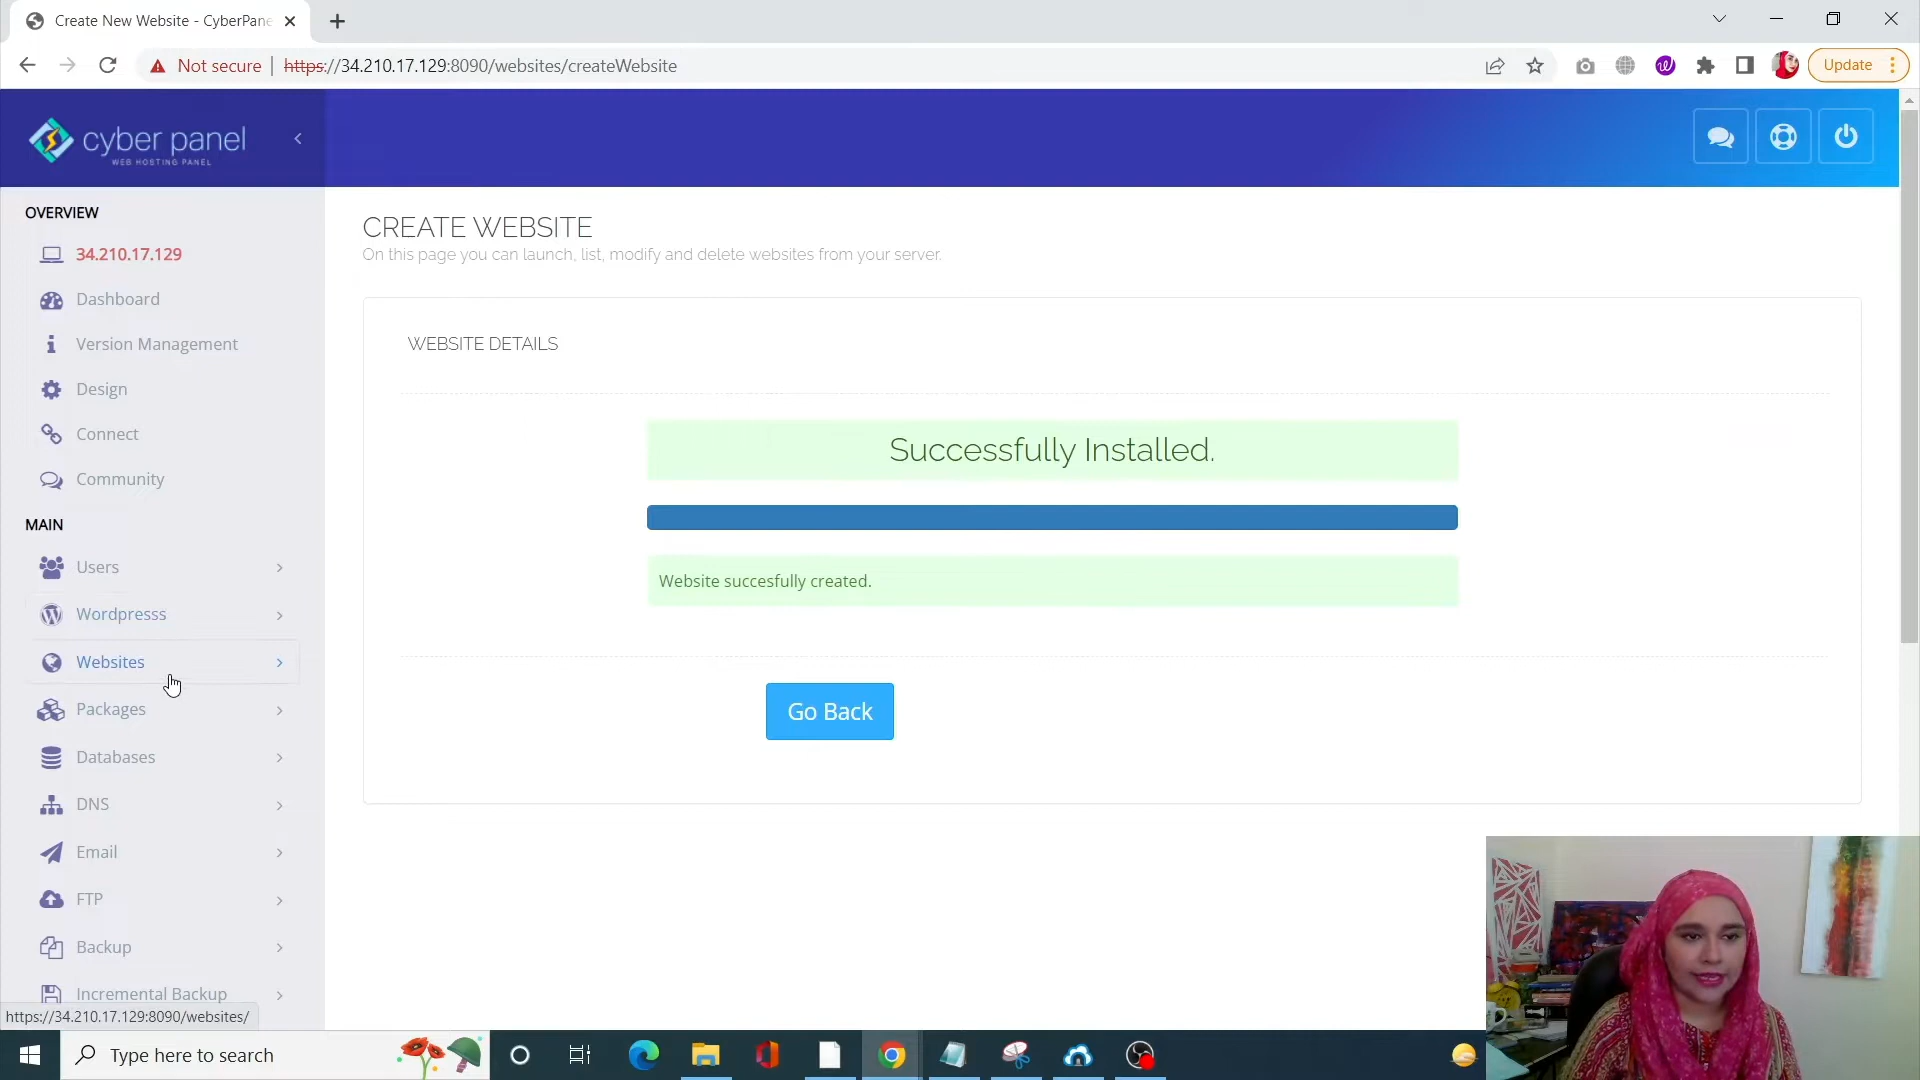 Create New Website - CyberPane
Not secure
https://34.210.17.129:8090/websites/createWebsite
Update
cyber panel
WEB HOSTING PANEL
OVERVIEW
34.210.17.129
Dashboard
Version Management
Design
Connect
Community
MAIN
Users
Wordpresss
Websites
Packages
Databases
DNS
Email
FTP
Backup
Incremental Backup
https://34.210.17.129:8090/websites/
CREATE WEBSITE
On this page you can launch, list, modify and delete websites from your server.
WEBSITE DETAILS
Successfully Installed.
Website succesfully created.
Go Back
Type here to search